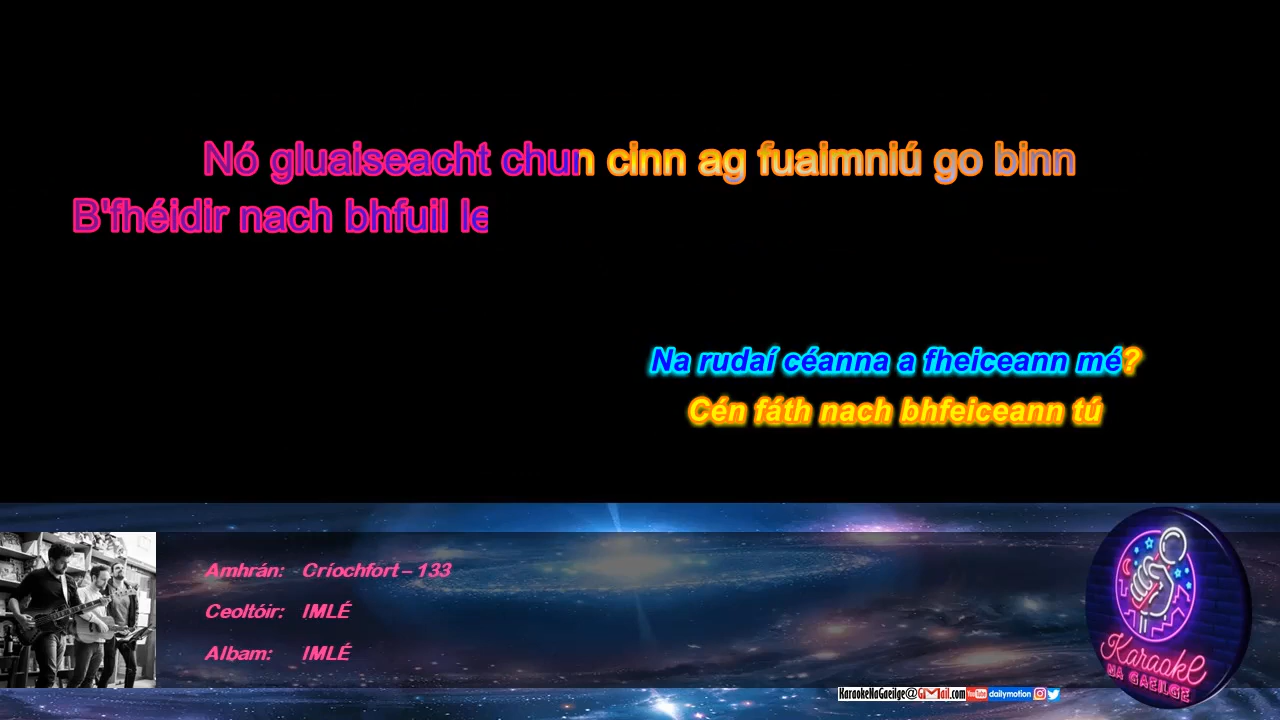 Nó gluaiseacht chun cinn ag fuaimniú go binn
B'fhéidir nach bhfuil le
Na rudaí céanna a fheiceann mé?
Cén fáth nach bhfeiceann tú
Amhrán: Críochfort – 133
Ceoltóir: IMLÉ
Albam: IMLÉ
Karaoke
NA GAEILGE
KaraokeNaGaeilge@GMail.com YouTube dailymotion